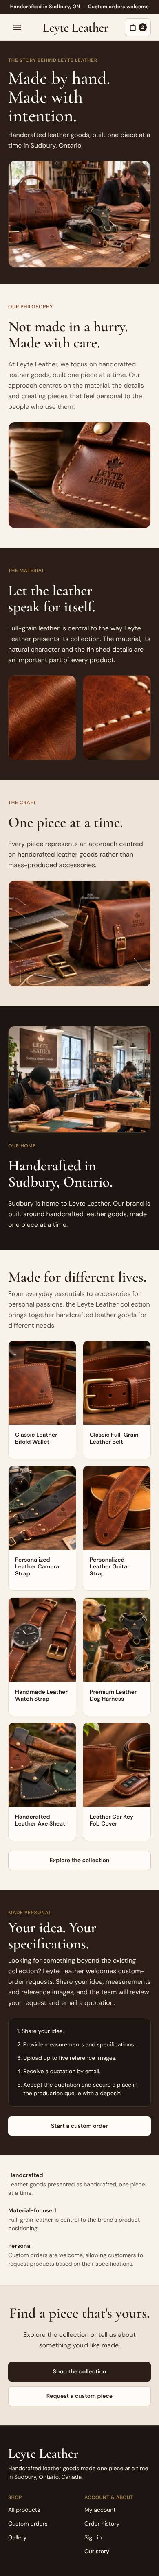 Handcrafted in Sudbury, ON · Custom orders welcome
Leyte Leather
2
THE STORY BEHIND LEYTE LEATHER
Made by hand.
Made with
intention.
Handcrafted leather goods, built one piece at a
time in Sudbury, Ontario.
OUR PHILOSOPHY
Not made in a hurry.
Made with care.
At Leyte Leather, we focus on handcrafted
leather goods, built one piece at a time. Our
approach centres on the material, the details
and creating pieces that feel personal to the
people who use them.
LEYTE
LEATHER
THE MATERIAL
Let the leather
speak for itself.
Full-grain leather is central to the way Leyte
Leather presents its collection. The material, its
natural character and the finished details are
an important part of every product.
THE CRAFT
One piece at a time.
Every piece represents an approach centred
on handcrafted leather goods rather than
mass-produced accessories.
LEYTE
LEATHER
OUR HOME
Handcrafted in
Sudbury, Ontario.
Sudbury is home to Leyte Leather. Our brand is
built around handcrafted leather goods, made
one piece at a time.
Made for different lives.
From everyday essentials to accessories for
personal passions, the Leyte Leather collection
brings together handcrafted leather goods for
different needs.
Classic Leather
Bifold Wallet
Classic Full-Grain
Leather Belt
Personalized
Leather Camera
Strap
Personalized
Leather Guitar
Strap
Handmade Leather
Watch Strap
Premium Leather
Dog Harness
Handcrafted
Leather Axe Sheath
Leather Car Key
Fob Cover
Explore the collection
MADE PERSONAL
Your idea. Your
specifications.
Looking for something beyond the existing
collection? Leyte Leather welcomes custom-
order requests. Share your idea, measurements
and reference images, and the team will review
your request and email a quotation.
1. Share your idea.
2. Provide measurements and specifications.
3. Upload up to five reference images.
4. Receive a quotation by email.
5. Accept the quotation and secure a place in
the production queue with a deposit.
Start a custom order
Handcrafted
Leather goods presented as handcrafted, one piece
at a time.
Material-focused
Full-grain leather is central to the brand's product
positioning.
Personal
Custom orders are welcome, allowing customers to
request products based on their specifications.
Find a piece that's yours.
Explore the collection or tell us about
something you'd like made.
Shop the collection
Request a custom piece
Leyte Leather
Handcrafted leather goods made one piece at a time
in Sudbury, Ontario, Canada.
SHOP
All products
Custom orders
Gallery
ACCOUNT & ABOUT
My account
Order history
Sign in
Our story